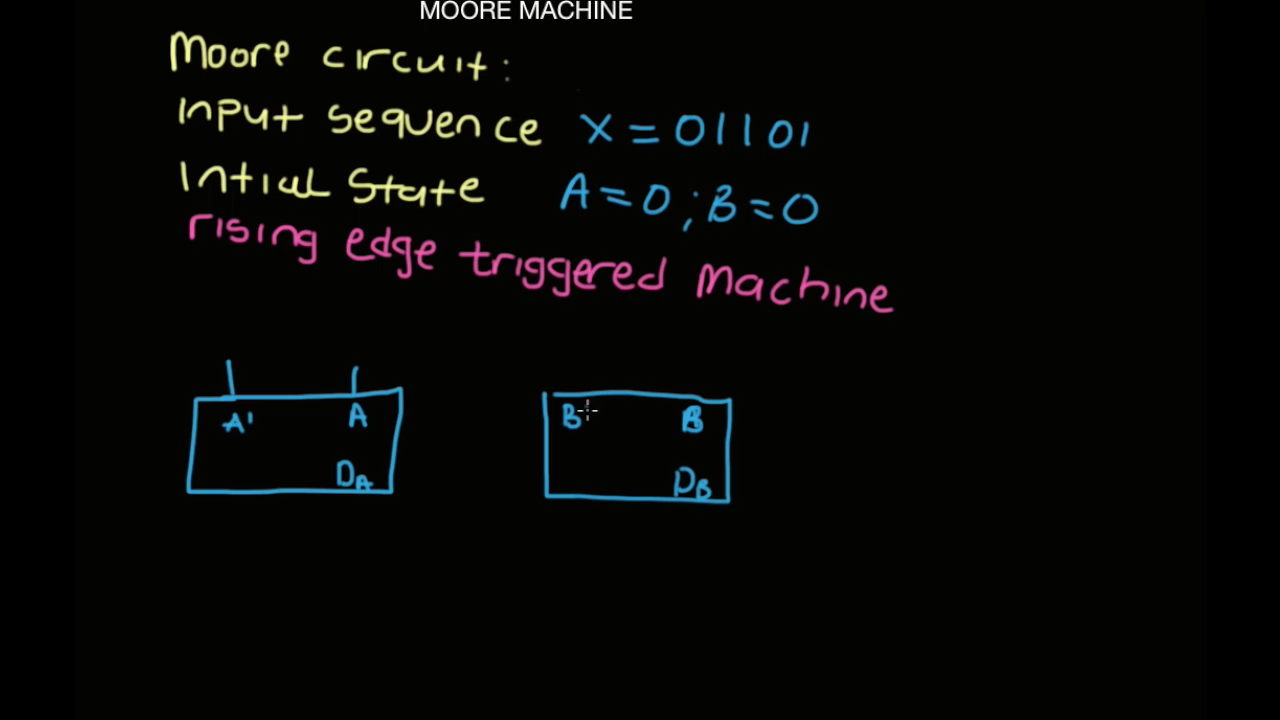 MOORE MACHINE
Moore circuit:
Input sequence X = 01101
Intial State A = 0 ; B = 0
rising edge triggered Machine
A' A B' B
DA DB